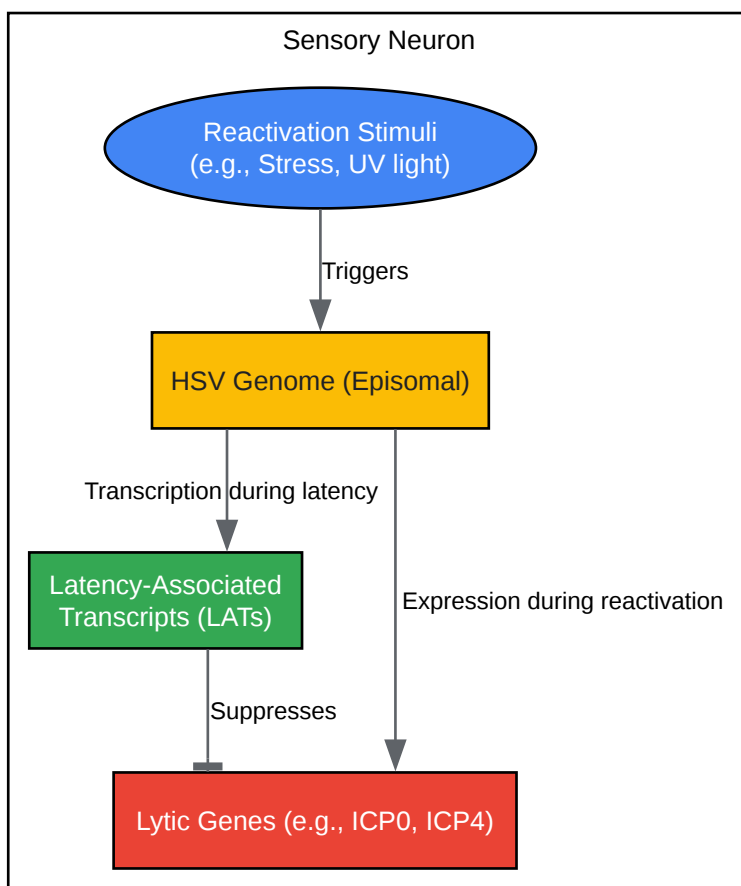 Sensory Neuron
Reactivation Stimuli
(e.g., Stress, UV light)
Triggers
HSV Genome (Episomal)
Transcription during latency
Latency-Associated
Transcripts (LATs)
Expression during reactivation
Suppresses
Lytic Genes (e.g., ICP0, ICP4)